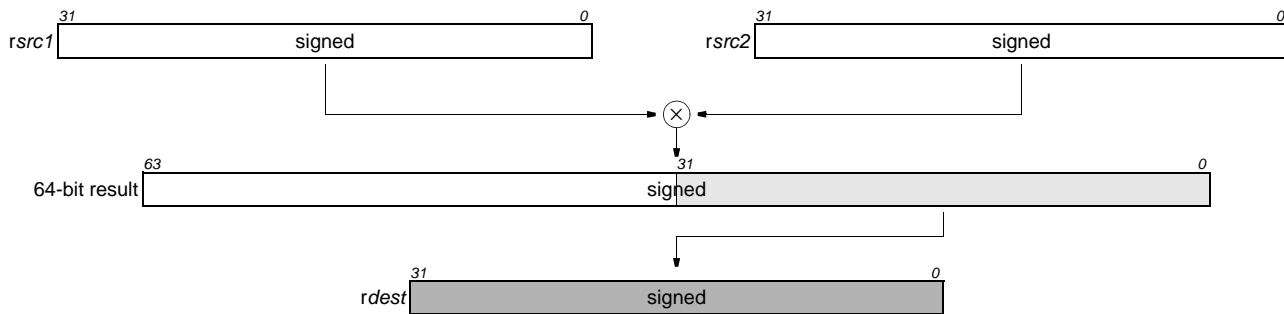 31 0 31 0
rsrc1 signed rsrc2 signed
×
63 31 0
64-bit result signed
31 0
rdest signed